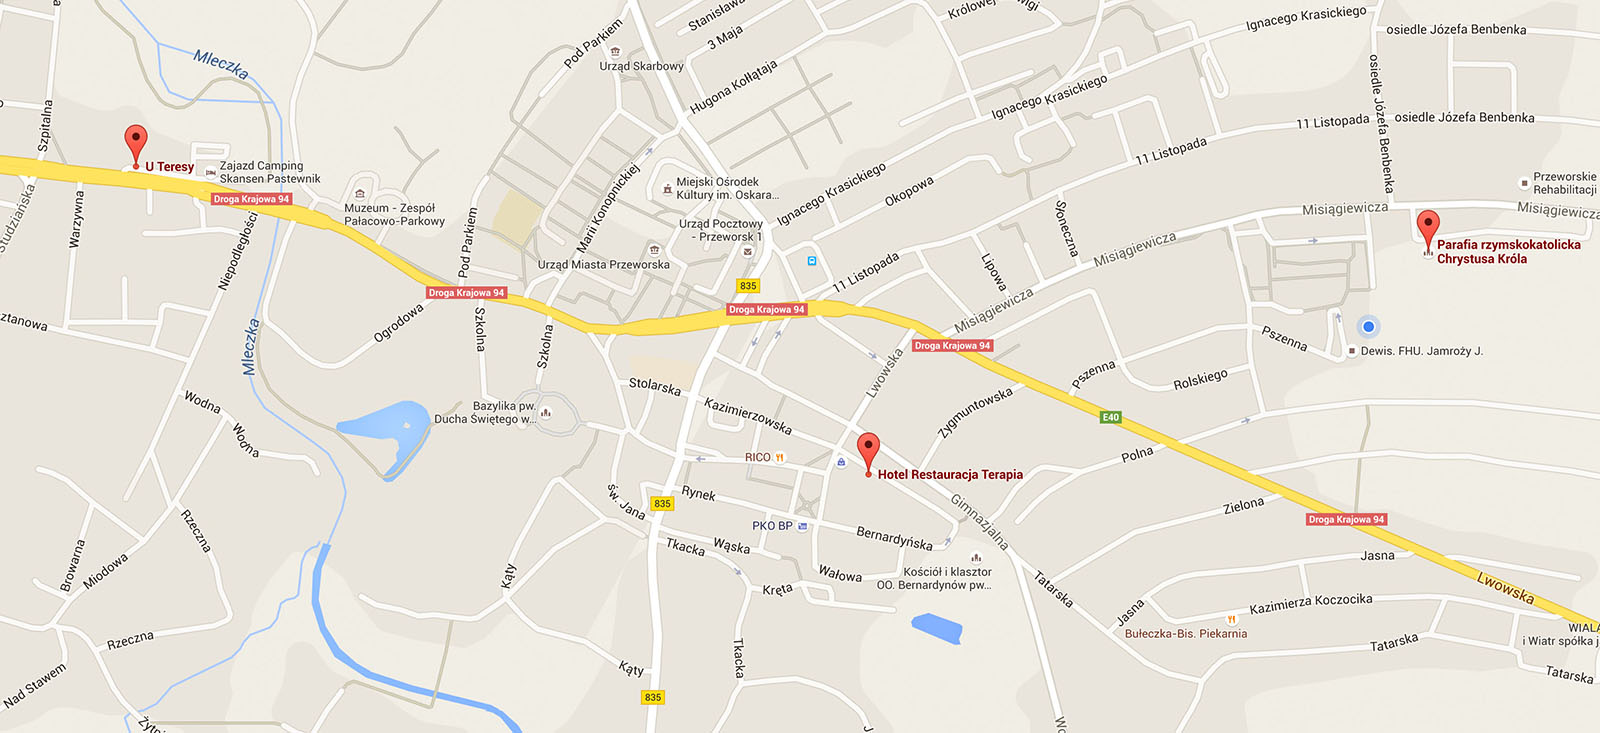 Stanisława
Królowej
wigi
Ignacego Krasickiego
osiedle Józefa Benbenka
3 Maja
Pod Parkiem
Urząd Skarbowy
Mleczka
Hugona Kołłątaja
Ignacego Krasickiego
osiedle Józefa Benbenka
11 Listopada
osiedle Józefa Benbenka
Szpitalna
U Teresy
Zajazd Camping
Skansen Pastewnik
Droga Krajowa 94
Muzeum - Zespół
Pałacowo-Parkowy
Marii Konopnickiej
Miejski Ośrodek
Kultury im. Oskara...
Ignacego Krasickiego
Okopowa
11 Listopada
Przeworskie
Rehabilitacji
Studziańska
Warzywna
Niepodległości
Pod Parkiem
Urząd Miasta Przeworska
Urząd Pocztowy
- Przeworsk 1
Słoneczna
Misiągiewicza
Misiągiewicza
Parafia rzymskokatolicka
Chrystusa Króla
Misiągiewicza
Lipowa
11 Listopada
835
Droga Krajowa 94
Droga Krajowa 94
Misiągiewicza
ztanowa
Ogrodowa
Szkolna
Szkolna
Mleczka
Droga Krajowa 94
Pszenna
Dewis. FHU. Jamroży J.
Lwowska
Pszenna
Rolskiego
Stolarska
Kazimierzowska
Zygmuntowska
E40
Wodna
Wodna
Bazylika pw.
Ducha Świętego w...
RICO
Polna
Hotel Restauracja Terapia
835
Rynek
św. Jana
Gimnazjalna
Zielona
Droga Krajowa 94
PKO BP
Bernardyńska
Rzeczna
Browarna
Miodowa
Tkacka
Wąska
Wałowa
Kręta
Kąty
Kościół i klasztor
OO. Bernardynów pw...
Tatarska
Jasna
Lwowska
Jasna
Kazimierza Koczocika
Bułeczka-Bis. Piekarnia
WIALA
i Wiatr spółka j
Tatarska
Tatarska
Rzeczna
Nad Stawem
Kąty
Tkacka
835